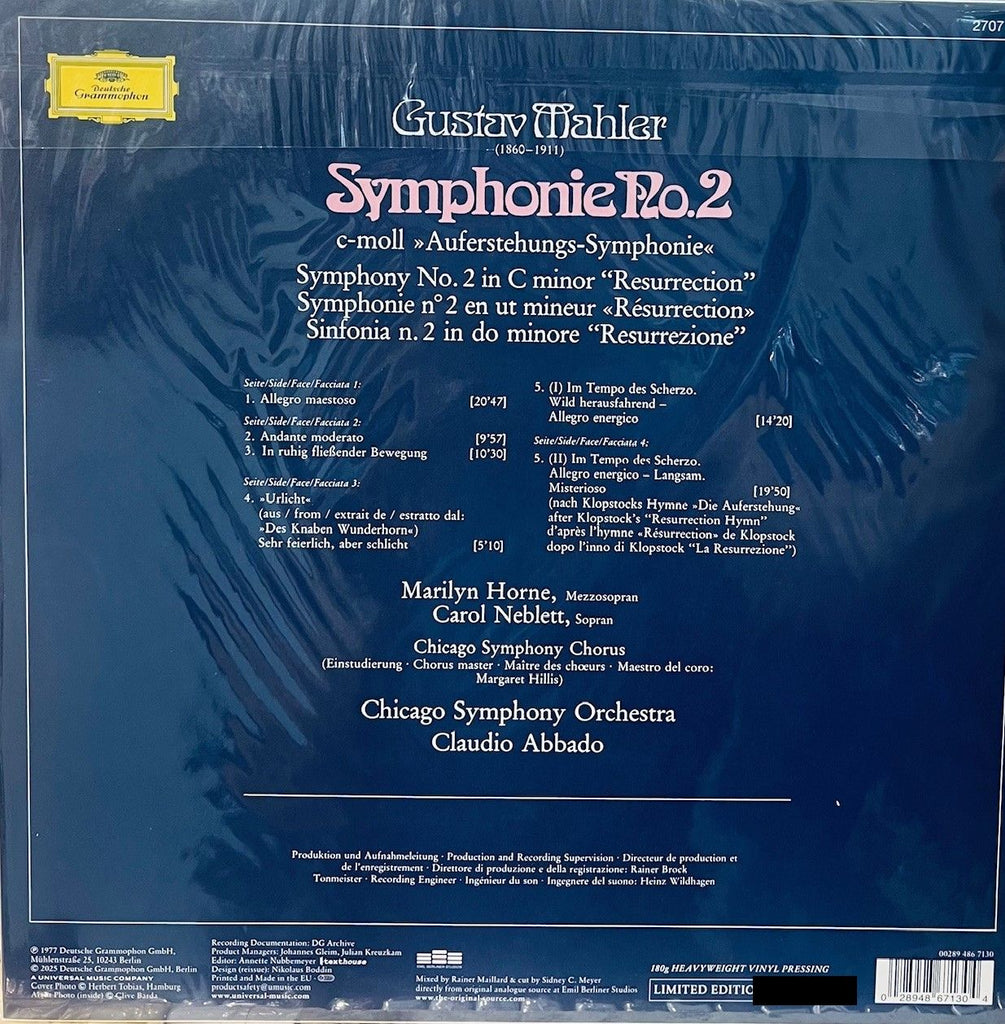 2707
Deutsche
Grammophon
Gustav Mahler
(1860–1911)
Symphonie No.2
c-moll »Auferstehungs-Symphonie«
Symphony No. 2 in C minor “Resurrection”
Symphonie n° 2 en ut mineur «Résurrection»
Sinfonia n. 2 in do minore “Resurrezione”
Seite/Side/Face/Facciata 1:
1. Allegro maestoso [20'47]
Seite/Side/Face/Facciata 2:
2. Andante moderato [9'57]
3. In ruhig fließender Bewegung [10'30]
Seite/Side/Face/Facciata 3:
4. »Urlicht«
(aus / from / extrait de / estratto dal:
»Des Knaben Wunderhorn«)
Sehr feierlich, aber schlicht [5'10]
5. (I) Im Tempo des Scherzo.
Wild herausfahrend –
Allegro energico [14'20]
Seite/Side/Face/Facciata 4:
5. (II) Im Tempo des Scherzo.
Allegro energico – Langsam.
Misterioso [19'50]
(nach Klopstocks Hymne »Die Auferstehung«
after Klopstock's “Resurrection Hymn”
d'après l'hymne «Résurrection» de Klopstock
dopo l'inno di Klopstock “La Resurrezione”)
Marilyn Horne, Mezzosopran
Carol Neblett, Sopran
Chicago Symphony Chorus
(Einstudierung · Chorus master · Maître des chœurs · Maestro del coro:
Margaret Hillis)
Chicago Symphony Orchestra
Claudio Abbado
Produktion und Aufnahmeleitung · Production and Recording Supervision · Directeur de production et
de l'enregistrement · Direttore di produzione e della registrazione: Rainer Brock
Tonmeister · Recording Engineer · Ingénieur du son · Ingegnere del suono: Heinz Wildhagen
℗ 1977 Deutsche Grammophon GmbH,
Mühlenstraße 25, 10243 Berlin
© 2025 Deutsche Grammophon GmbH, Berlin
A UNIVERSAL MUSIC COMPANY
Cover Photo © Herbert Tobias, Hamburg
Artist Photo (inside) © Clive Barda
Recording Documentation: DG Archive
Product Managers: Johannes Gleim, Julian Kreuzkam
Editor: Annette Nubbemeyer texthouse
Design (reissue): Nikolaus Boddin
Printed and Made in the EU
productsafety@umusic.com
www.universal-music.com
EMIL BERLINER STUDIOS
Mixed by Rainer Maillard & cut by Sidney C. Meyer
directly from original analogue source at Emil Berliner Studios
www.the-original-source.com
180g HEAVYWEIGHT VINYL PRESSING
LIMITED EDITIO
00289 486 7130
0 28948 67130 4